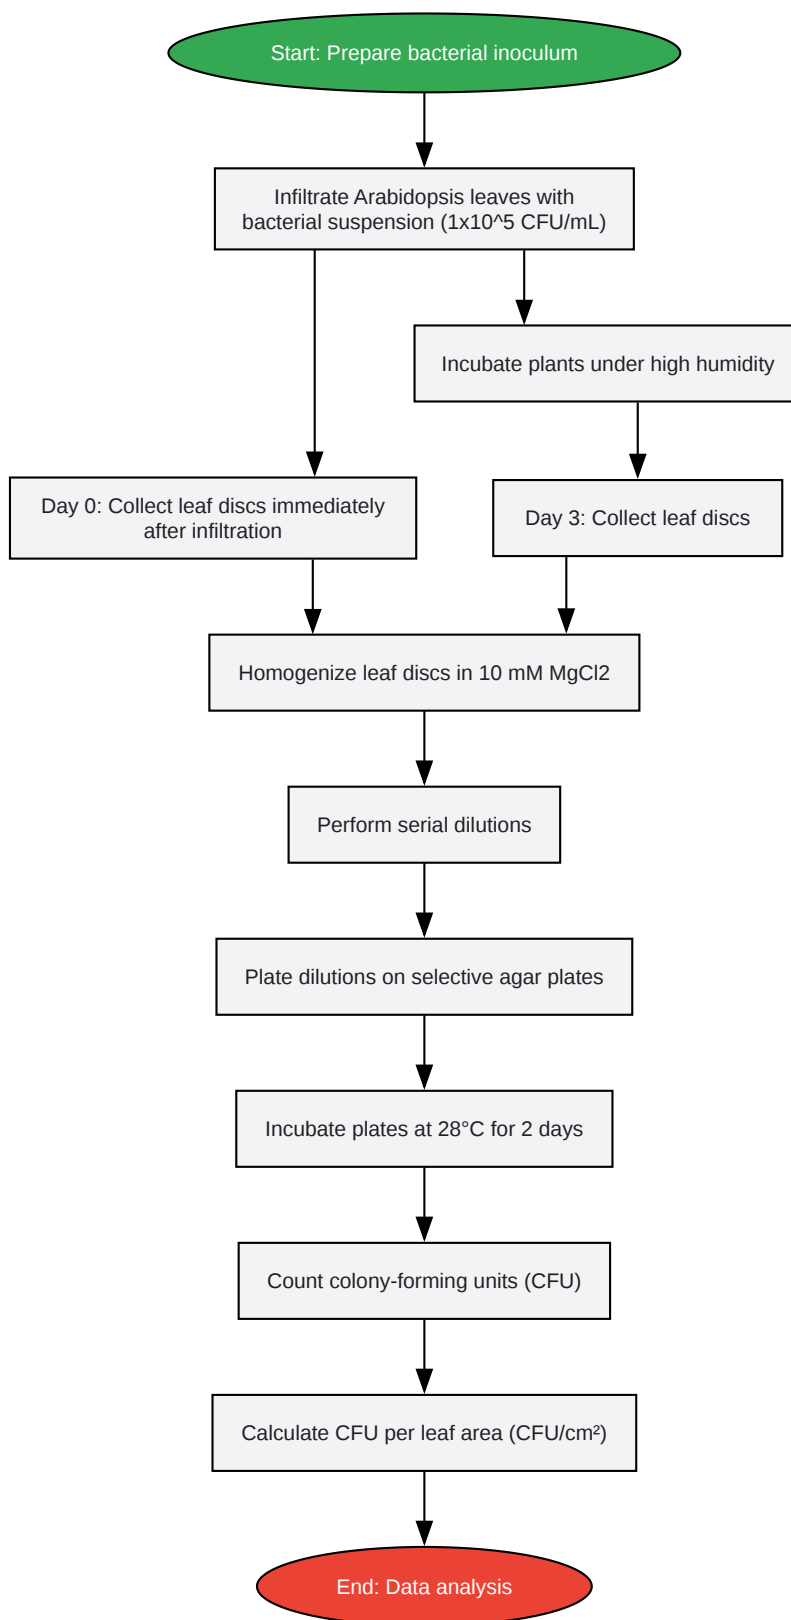 Start: Prepare bacterial inoculum
Infiltrate Arabidopsis leaves with
bacterial suspension (1x10^5 CFU/mL)
Incubate plants under high humidity
Day 0: Collect leaf discs immediately
after infiltration
Day 3: Collect leaf discs
Homogenize leaf discs in 10 mM MgCl2
Perform serial dilutions
Plate dilutions on selective agar plates
Incubate plates at 28°C for 2 days
Count colony-forming units (CFU)
Calculate CFU per leaf area (CFU/cm²)
End: Data analysis